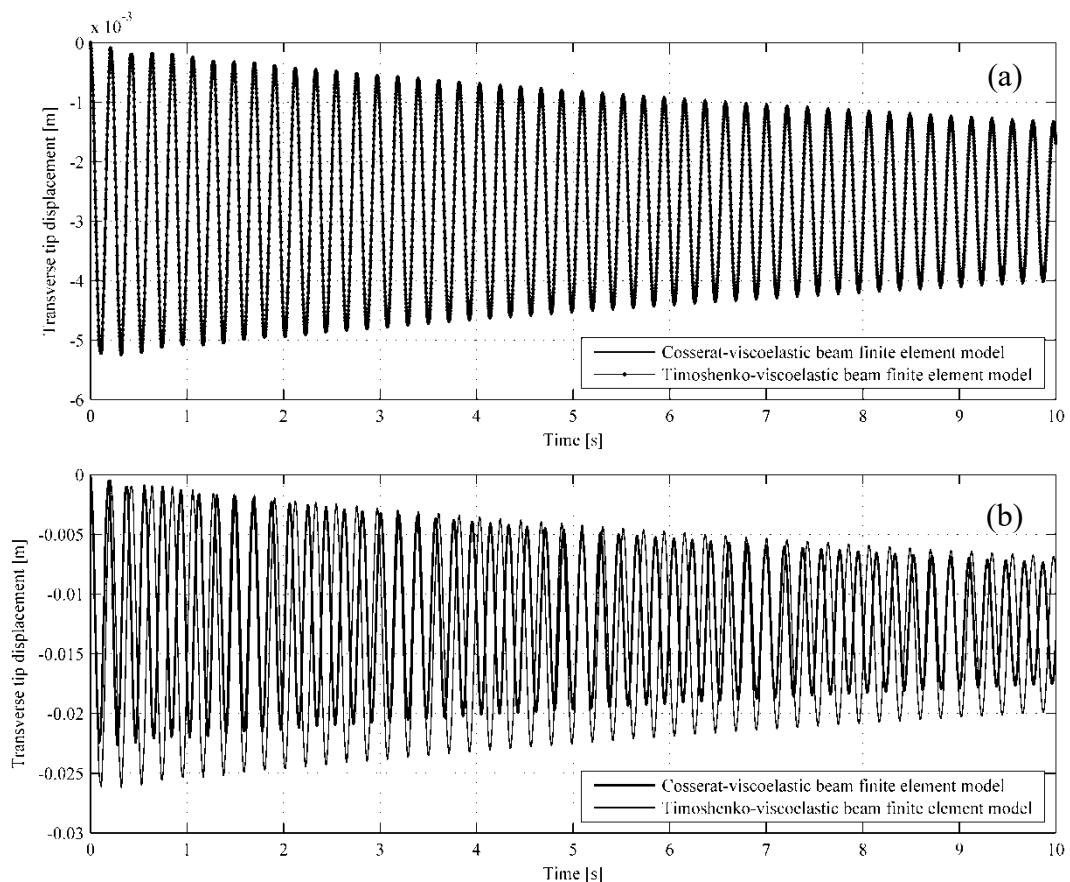 x 10⁻³
0
-1
-2
-3
-4
-5
-6
Transverse tip displacement [m]
(a)
Cosserat-viscoelastic beam finite element model
Timoshenko-viscoelastic beam finite element model
0 1 2 3 4 5 6 7 8 9 10
Time [s]
0
-0.005
-0.01
-0.015
-0.02
-0.025
-0.03
Transverse tip displacement [m]
(b)
Cosserat-viscoelastic beam finite element model
Timoshenko-viscoelastic beam finite element model
0 1 2 3 4 5 6 7 8 9 10
Time [s]